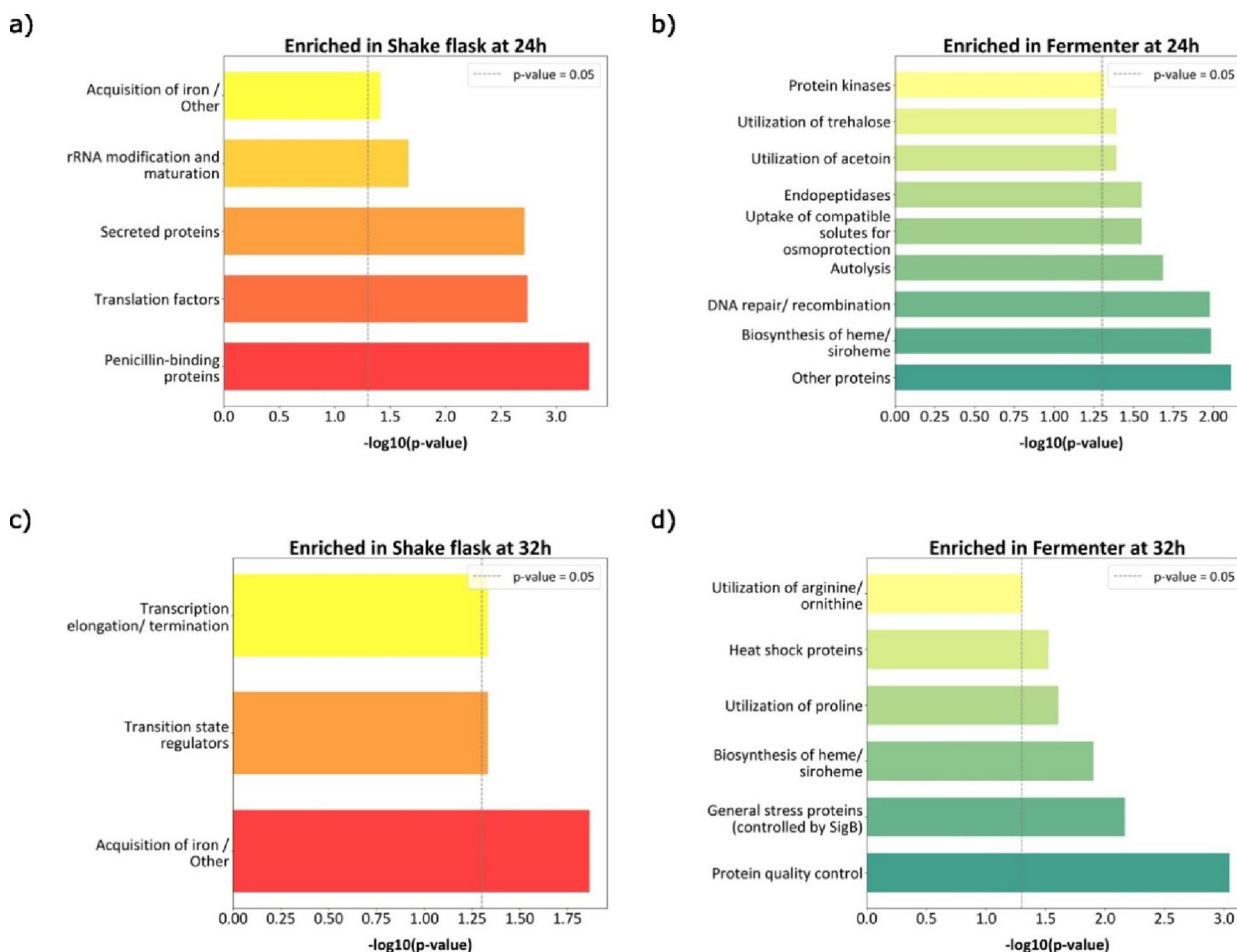 a)
Enriched in Shake flask at 24h
p-value = 0.05
Acquisition of iron /
Other
rRNA modification and
maturation
Secreted proteins
Translation factors
Penicillin-binding
proteins
0.0 0.5 1.0 1.5 2.0 2.5 3.0
-log10(p-value)
b)
Enriched in Fermenter at 24h
p-value = 0.05
Protein kinases
Utilization of trehalose
Utilization of acetoin
Endopeptidases
Uptake of compatible
solutes for
osmoprotection
Autolysis
DNA repair/ recombination
Biosynthesis of heme/
siroheme
Other proteins
0.00 0.25 0.50 0.75 1.00 1.25 1.50 1.75 2.00
-log10(p-value)
c)
Enriched in Shake flask at 32h
p-value = 0.05
Transcription
elongation/ termination
Transition state
regulators
Acquisition of iron /
Other
0.00 0.25 0.50 0.75 1.00 1.25 1.50 1.75
-log10(p-value)
d)
Enriched in Fermenter at 32h
p-value = 0.05
Utilization of arginine/
ornithine
Heat shock proteins
Utilization of proline
Biosynthesis of heme/
siroheme
General stress proteins
(controlled by SigB)
Protein quality control
0.0 0.5 1.0 1.5 2.0 2.5 3.0
-log10(p-value)